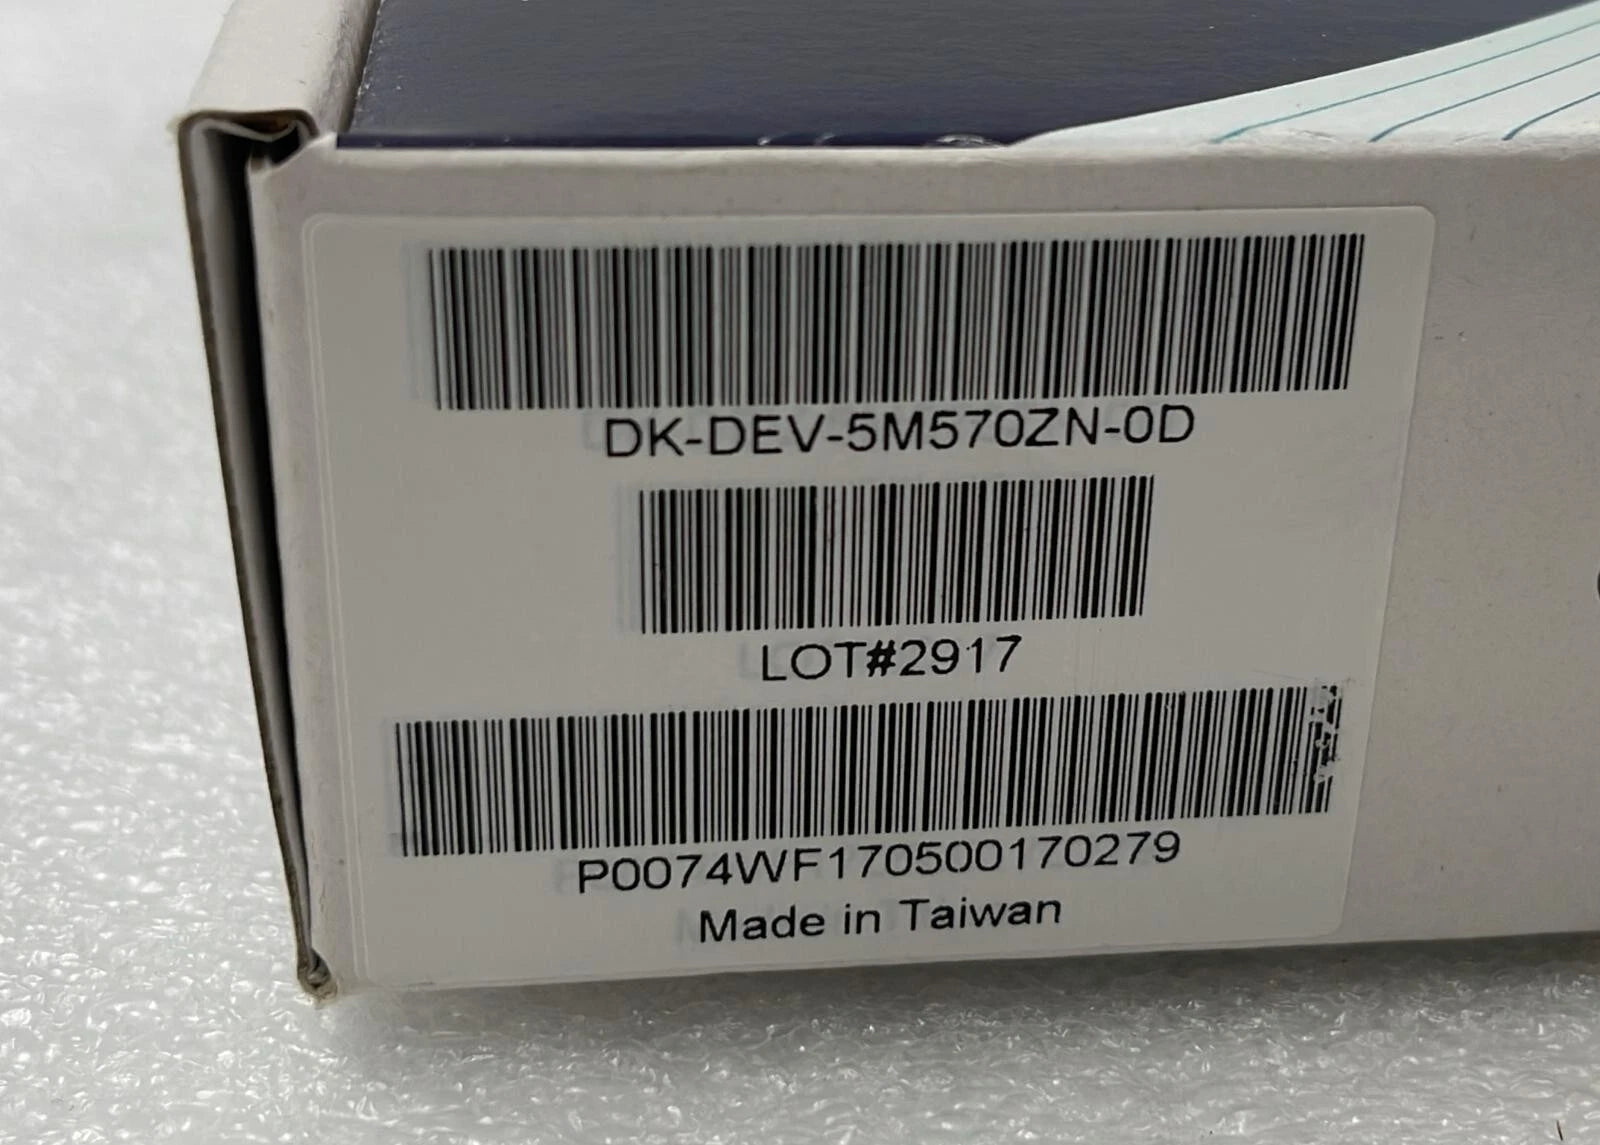 DK-DEV-5M570ZN-0D
LOT#2917
P0074WF170500170279
Made in Taiwan